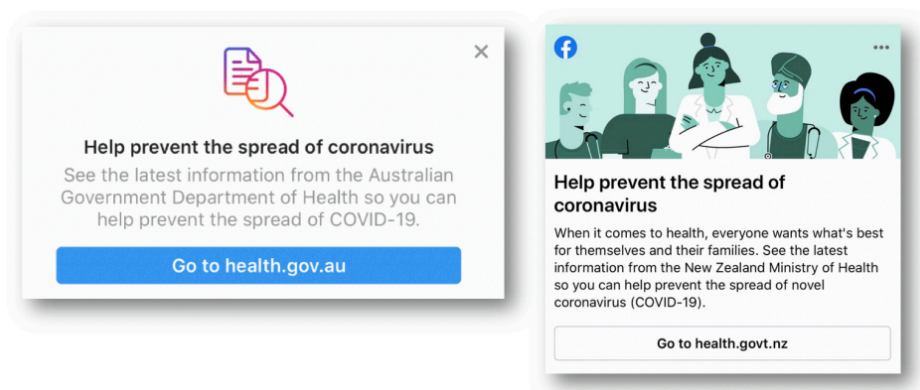 Help prevent the spread of coronavirus
See the latest information from the Australian
Government Department of Health so you can
help prevent the spread of COVID-19.
Go to health.gov.au
Help prevent the spread of
coronavirus
When it comes to health, everyone wants what's best
for themselves and their families. See the latest
information from the New Zealand Ministry of Health
so you can help prevent the spread of novel
coronavirus (COVID-19).
Go to health.govt.nz